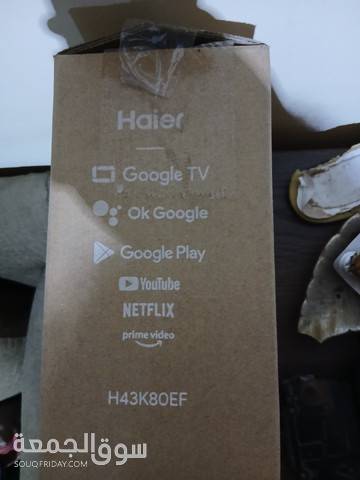 Haier
Google TV
Ok Google
Google Play
YouTube
NETFLIX
prime video
H43K80EF
سوق الجمعة
SOUQFRIDAY.COM